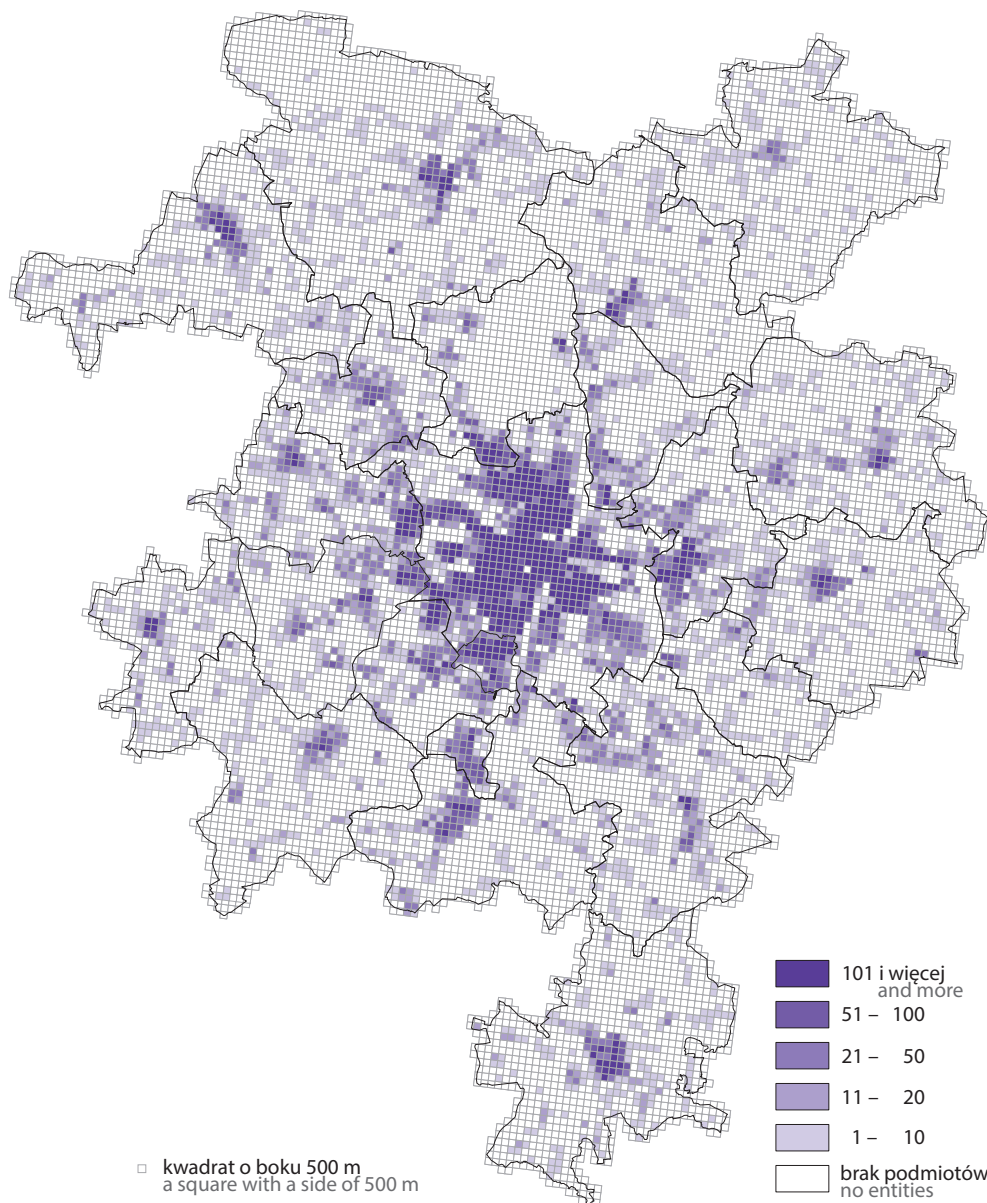 101 i więcej
and more
51 – 100
21 – 50
11 – 20
1 – 10
brak podmiotów
no entities
kwadrat o boku 500 m
a square with a side of 500 m